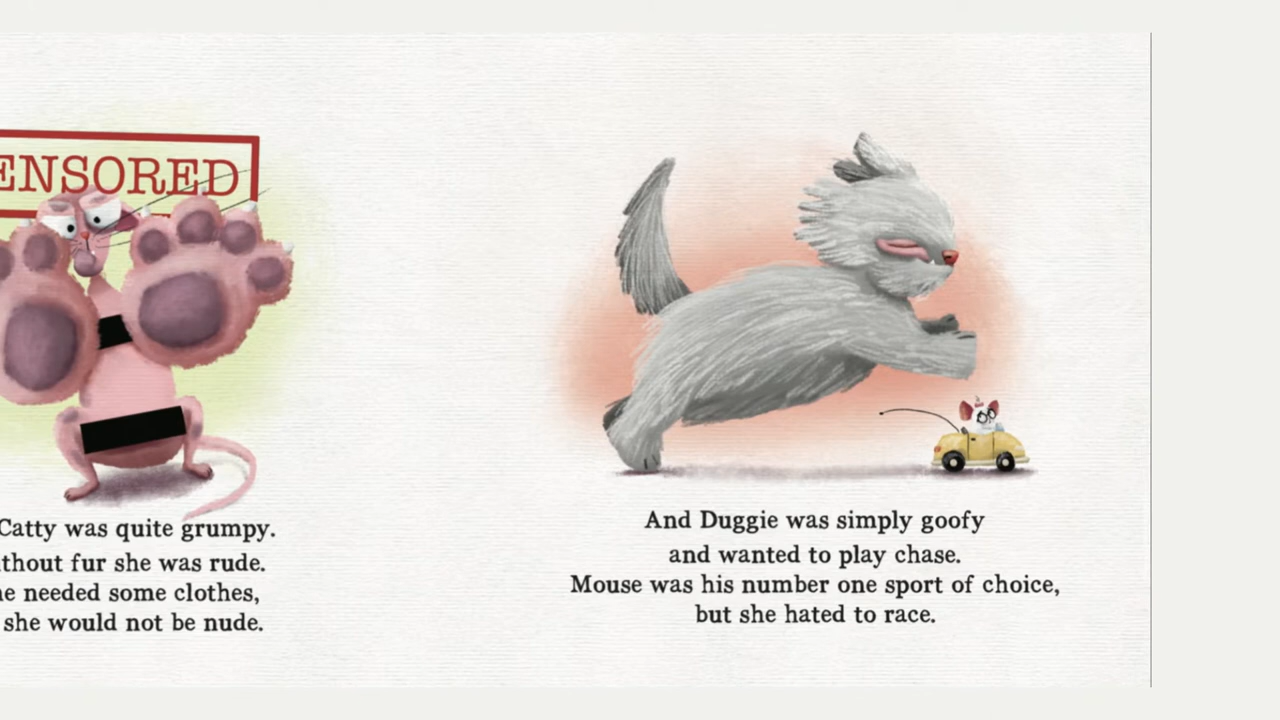 ENSORED
Catty was quite grumpy.
thout fur she was rude.
e needed some clothes,
she would not be nude.
And Duggie was simply goofy
and wanted to play chase.
Mouse was his number one sport of choice,
but she hated to race.